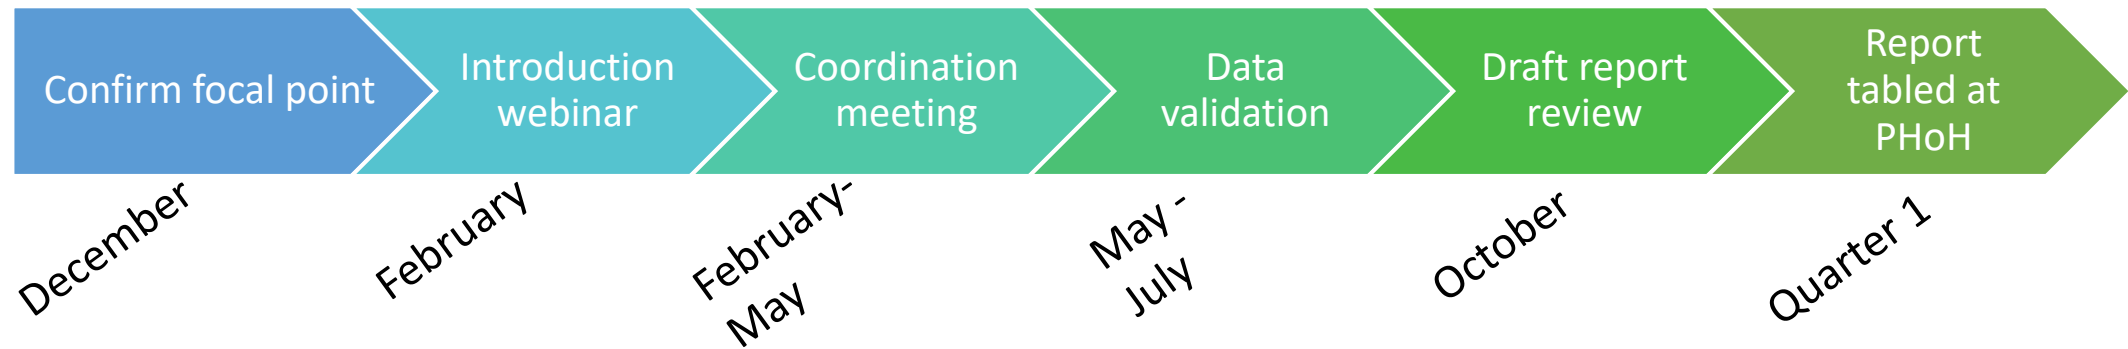 Confirm focal point
Introduction
webinar
Coordination
meeting
Data
validation
Draft report
review
Report
tabled at
PHoH
December
February
February-
May
May -
July
October
Quarter 1